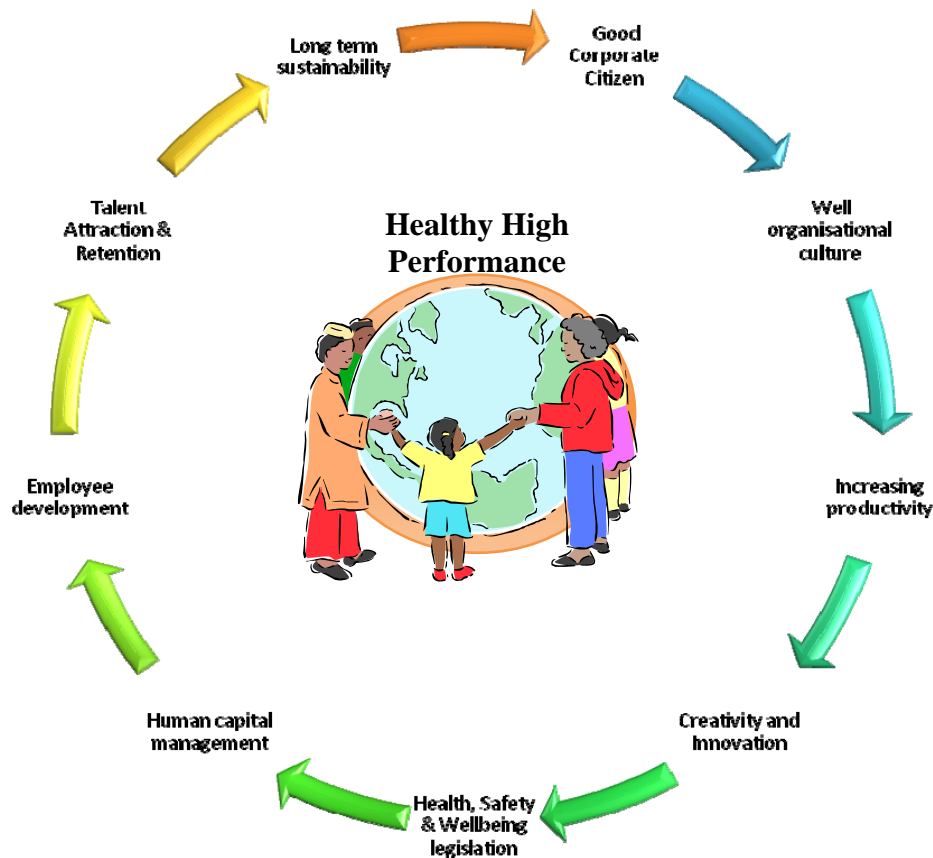 Long term
sustainability
Good
Corporate
Citizen
Well
organisational
culture
Increasing
productivity
Creativity and
Innovation
Health, Safety
& Wellbeing
legislation
Human capital
management
Employee
development
Talent
Attraction &
Retention
Healthy High
Performance